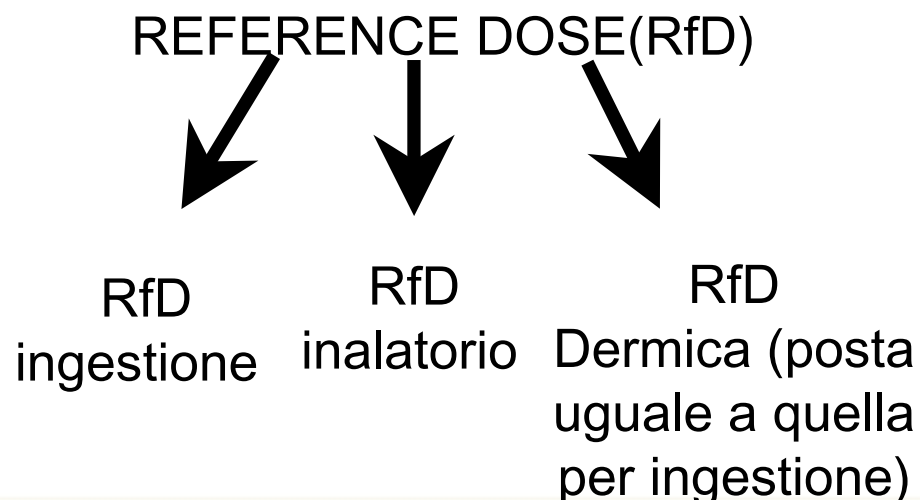 REFERENCE DOSE(RfD)
RfD
ingestione
RfD
inalatorio
RfD
Dermica (posta
uguale a quella
per ingestione)